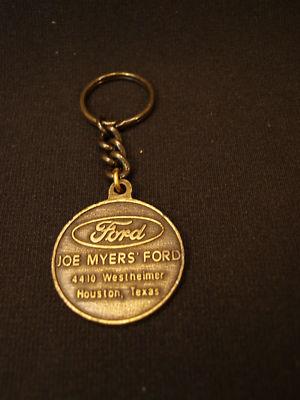 Ford
JOE MYERS' FORD
4410 Westheimer
Houston, Texas